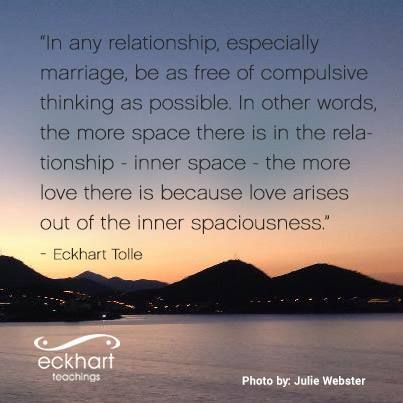 "In any relationship, especially
marriage, be as free of compulsive
thinking as possible. In other words,
the more space there is in the rela-
tionship - inner space - the more
love there is because love arises
out of the inner spaciousness."
- Eckhart Tolle
eckhart
teachings
Photo by: Julie Webster